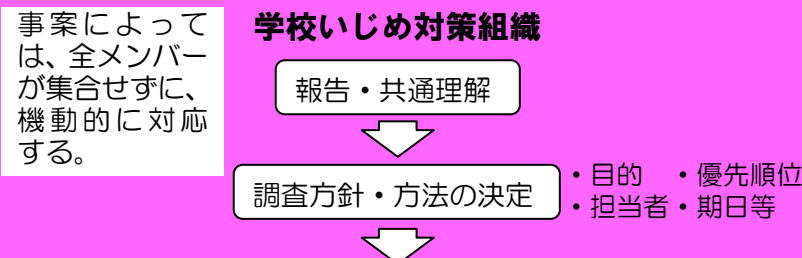 事案によって
は、全メンバー
が集合せずに、
機動的に対応
する。
学校いじめ対策組織
報告・共通理解
調査方針・方法の決定
・目的　・優先順位
・担当者・期日等